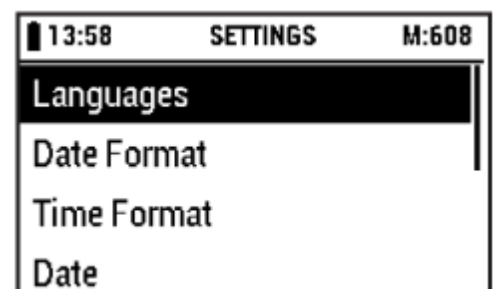 13:58 SETTINGS M:608
Languages
Date Format
Time Format
Date